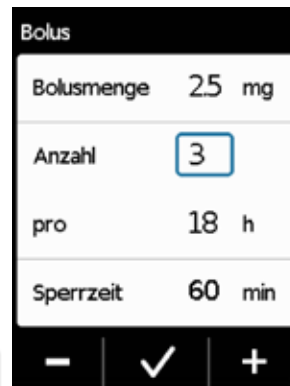 Bolus
Bolusmenge 2.5 mg
Anzahl 3
pro 18 h
Sperrzeit 60 min
− ✓ +